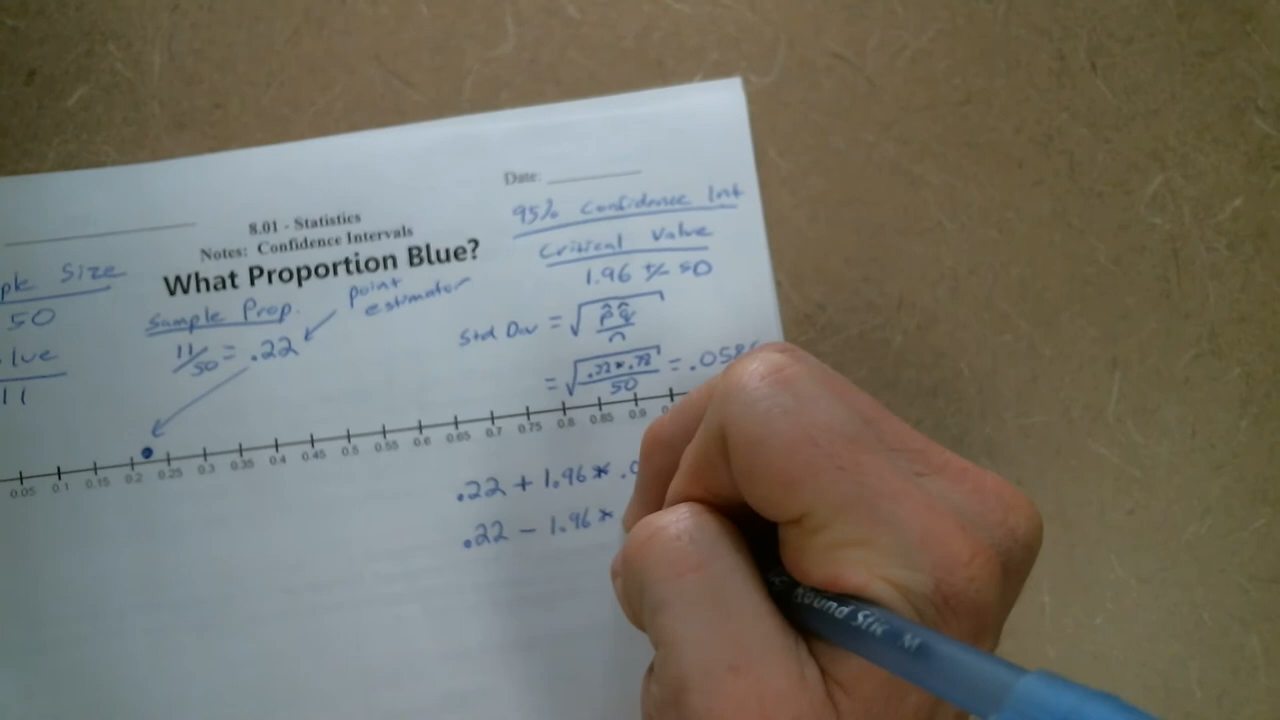 Date:
8.01 - Statistics
Notes: Confidence Intervals
What Proportion Blue?
95% Confidence Int
Critical Value
1.96 +/- SD
Size
50
11
Sample Prop.
11/50 = .22
point
estimator
Std Dev = √(p̂q̂/n)
= √(.22*.78/50) = .058
0.05 0.1 0.15 0.2 0.25 0.3 0.35 0.4 0.45 0.5 0.55 0.6 0.65 0.7 0.75 0.8 0.85 0.9
.22 + 1.96 * .0
.22 - 1.96 *
Round Stic M